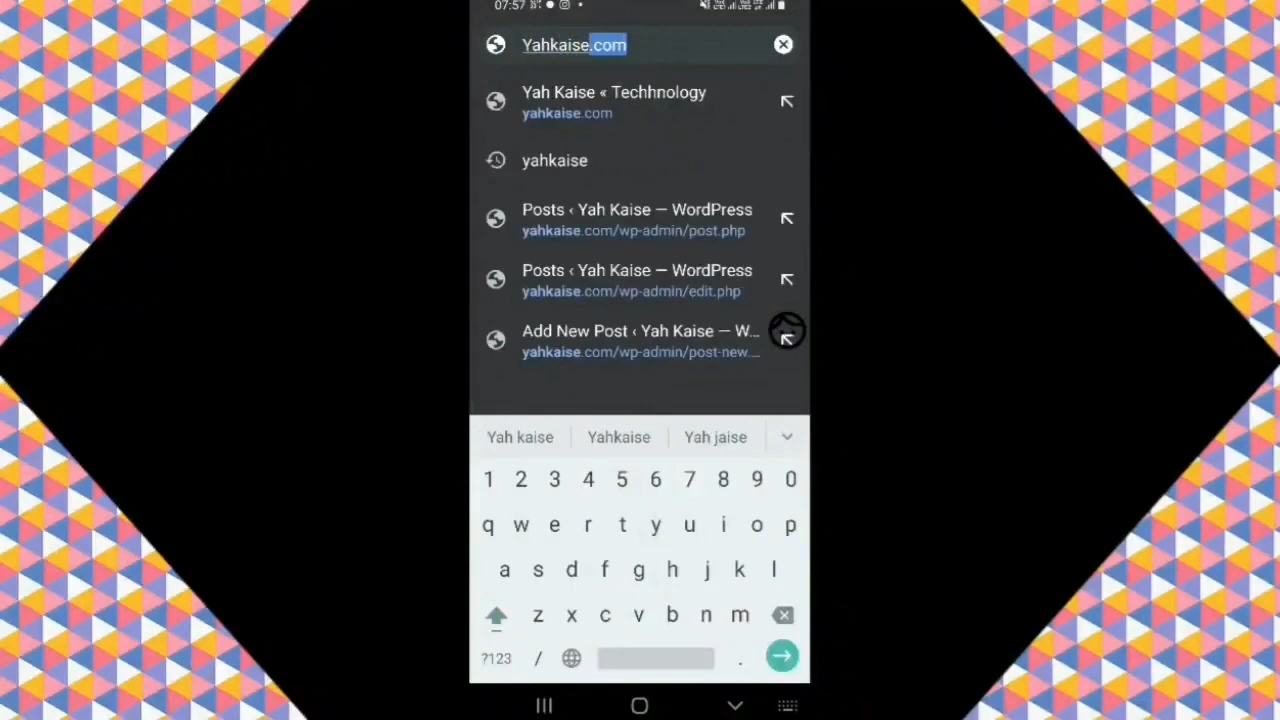 07:57
Yahkaise.com
Yah Kaise « Techhnology
yahkaise.com
yahkaise
Posts ‹ Yah Kaise — WordPress
yahkaise.com/wp-admin/post.php
Posts ‹ Yah Kaise — WordPress
yahkaise.com/wp-admin/edit.php
Add New Post ‹ Yah Kaise — W...
yahkaise.com/wp-admin/post-new....
Yah kaise Yahkaise Yah jaise
1 2 3 4 5 6 7 8 9 0
q w e r t y u i o p
a s d f g h j k l
z x c v b n m
?123 / .